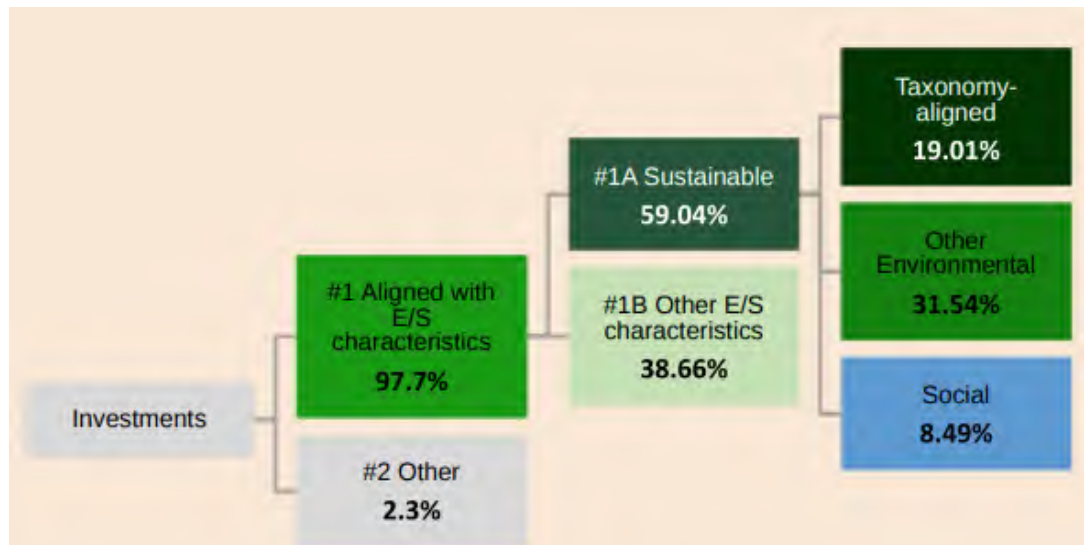 Investments
#1 Aligned with
E/S
characteristics
97.7%
#2 Other
2.3%
#1A Sustainable
59.04%
#1B Other E/S
characteristics
38.66%
Taxonomy-
aligned
19.01%
Other
Environmental
31.54%
Social
8.49%